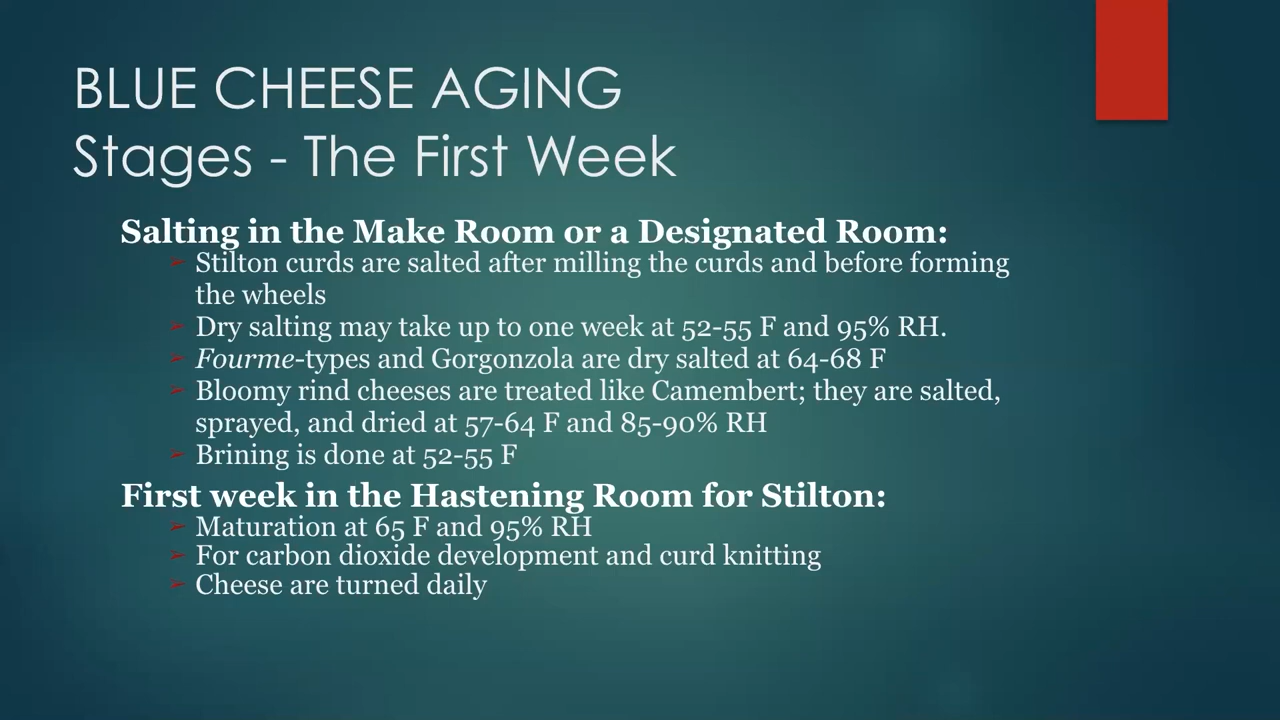 BLUE CHEESE AGING
Stages - The First Week
Salting in the Make Room or a Designated Room:
➢ Stilton curds are salted after milling the curds and before forming
the wheels
➢ Dry salting may take up to one week at 52-55 F and 95% RH.
➢ Fourme-types and Gorgonzola are dry salted at 64-68 F
➢ Bloomy rind cheeses are treated like Camembert; they are salted,
sprayed, and dried at 57-64 F and 85-90% RH
➢ Brining is done at 52-55 F
First week in the Hastening Room for Stilton:
➢ Maturation at 65 F and 95% RH
➢ For carbon dioxide development and curd knitting
➢ Cheese are turned daily